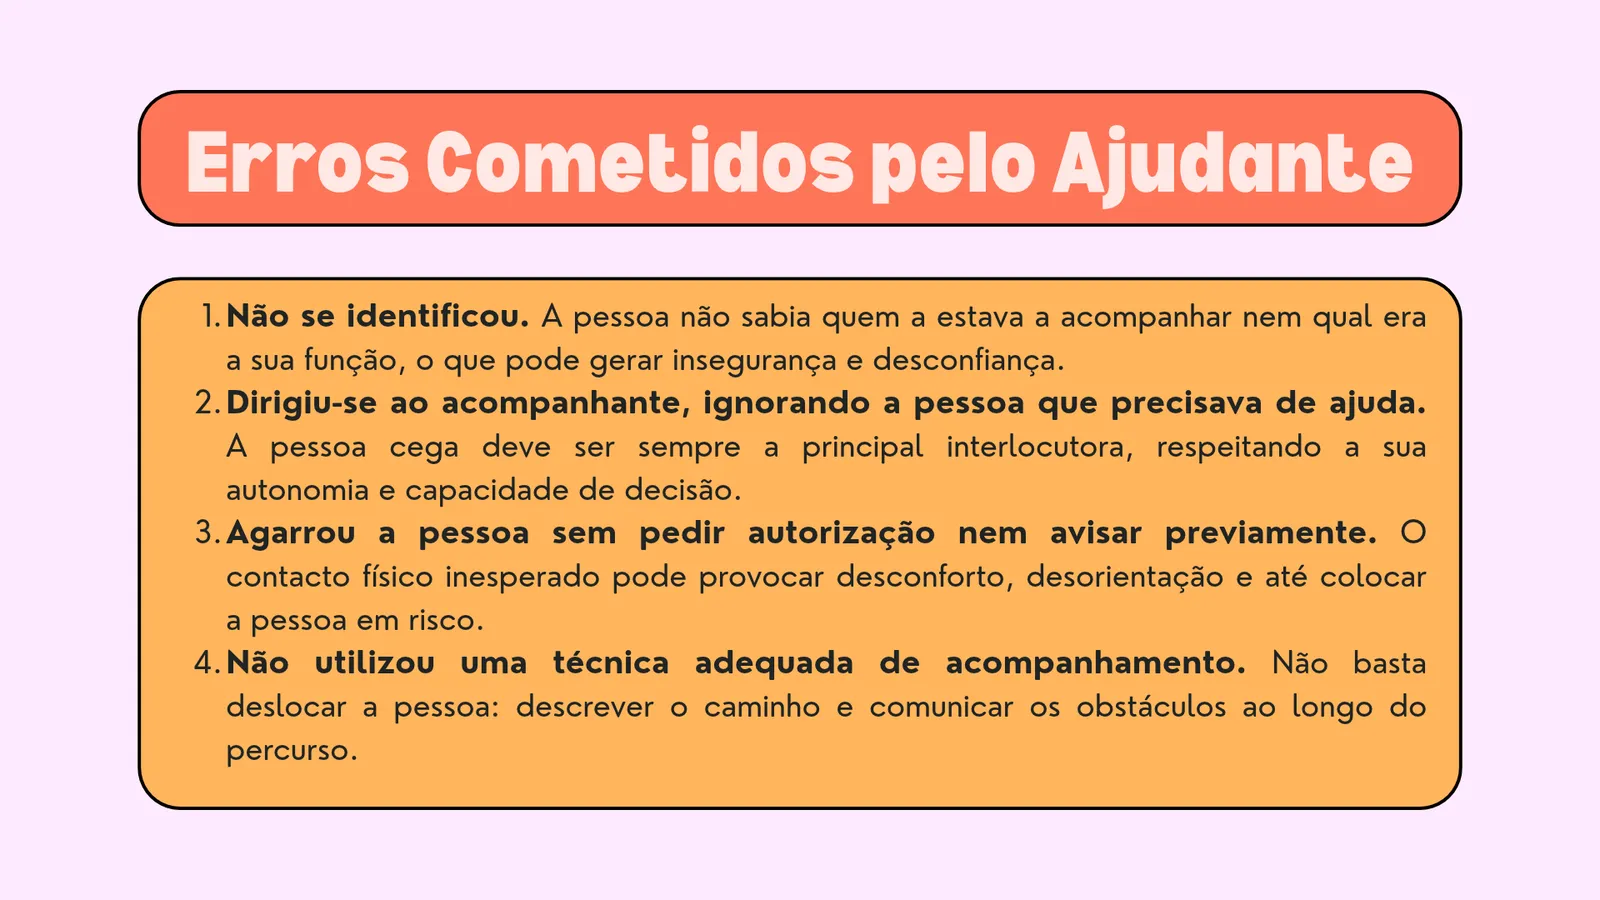 Erros Cometidos pelo Ajudante
1. Não se identificou. A pessoa não sabia quem a estava a acompanhar nem qual era
a sua função, o que pode gerar insegurança e desconfiança.
2. Dirigiu-se ao acompanhante, ignorando a pessoa que precisava de ajuda.
A pessoa cega deve ser sempre a principal interlocutora, respeitando a sua
autonomia e capacidade de decisão.
3. Agarrou a pessoa sem pedir autorização nem avisar previamente. O
contacto físico inesperado pode provocar desconforto, desorientação e até colocar
a pessoa em risco.
4. Não utilizou uma técnica adequada de acompanhamento. Não basta
deslocar a pessoa: descrever o caminho e comunicar os obstáculos ao longo do
percurso.